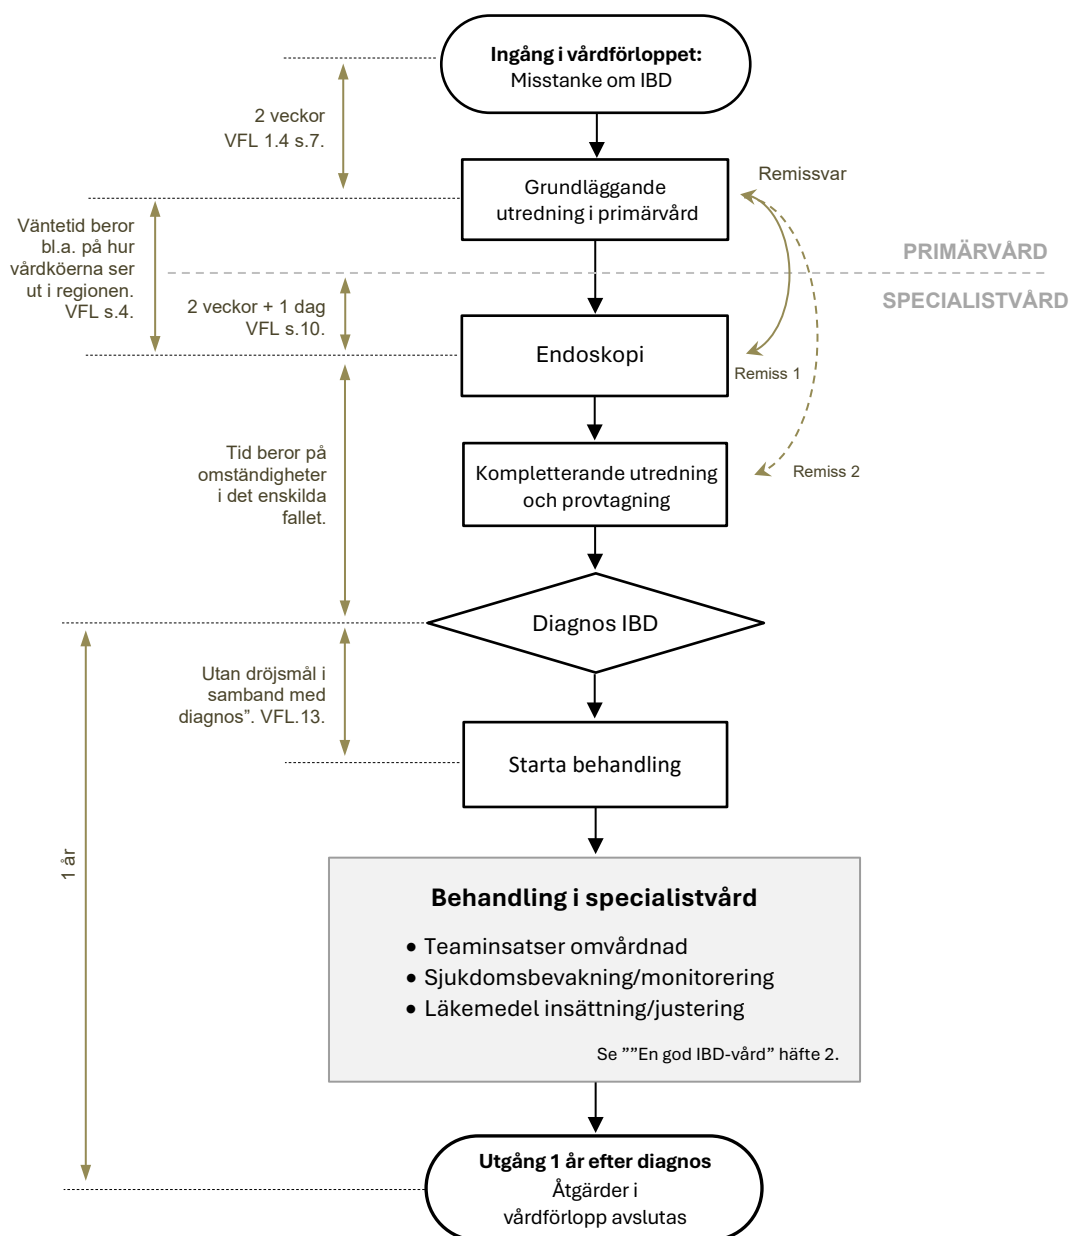 Ingång i vårdförloppet:
Misstanke om IBD
2 veckor
VFL 1.4 s.7.
Grundläggande
utredning i primärvård
Remissvar
Väntetid beror
bl.a. på hur
vårdköerna ser
ut i regionen.
VFL s.4.
PRIMÄRVÅRD
SPECIALISTVÅRD
2 veckor + 1 dag
VFL s.10.
Endoskopi
Remiss 1
Tid beror på
omständigheter
i det enskilda
fallet.
Kompletterande utredning
och provtagning
Remiss 2
Diagnos IBD
Utan dröjsmål i
samband med
diagnos”. VFL.13.
Starta behandling
1 år
Behandling i specialistvård
• Teaminsatser omvårdnad
• Sjukdomsbevakning/monitorering
• Läkemedel insättning/justering
Se ””En god IBD-vård” häfte 2.
Utgång 1 år efter diagnos
Åtgärder i
vårdförlopp avslutas